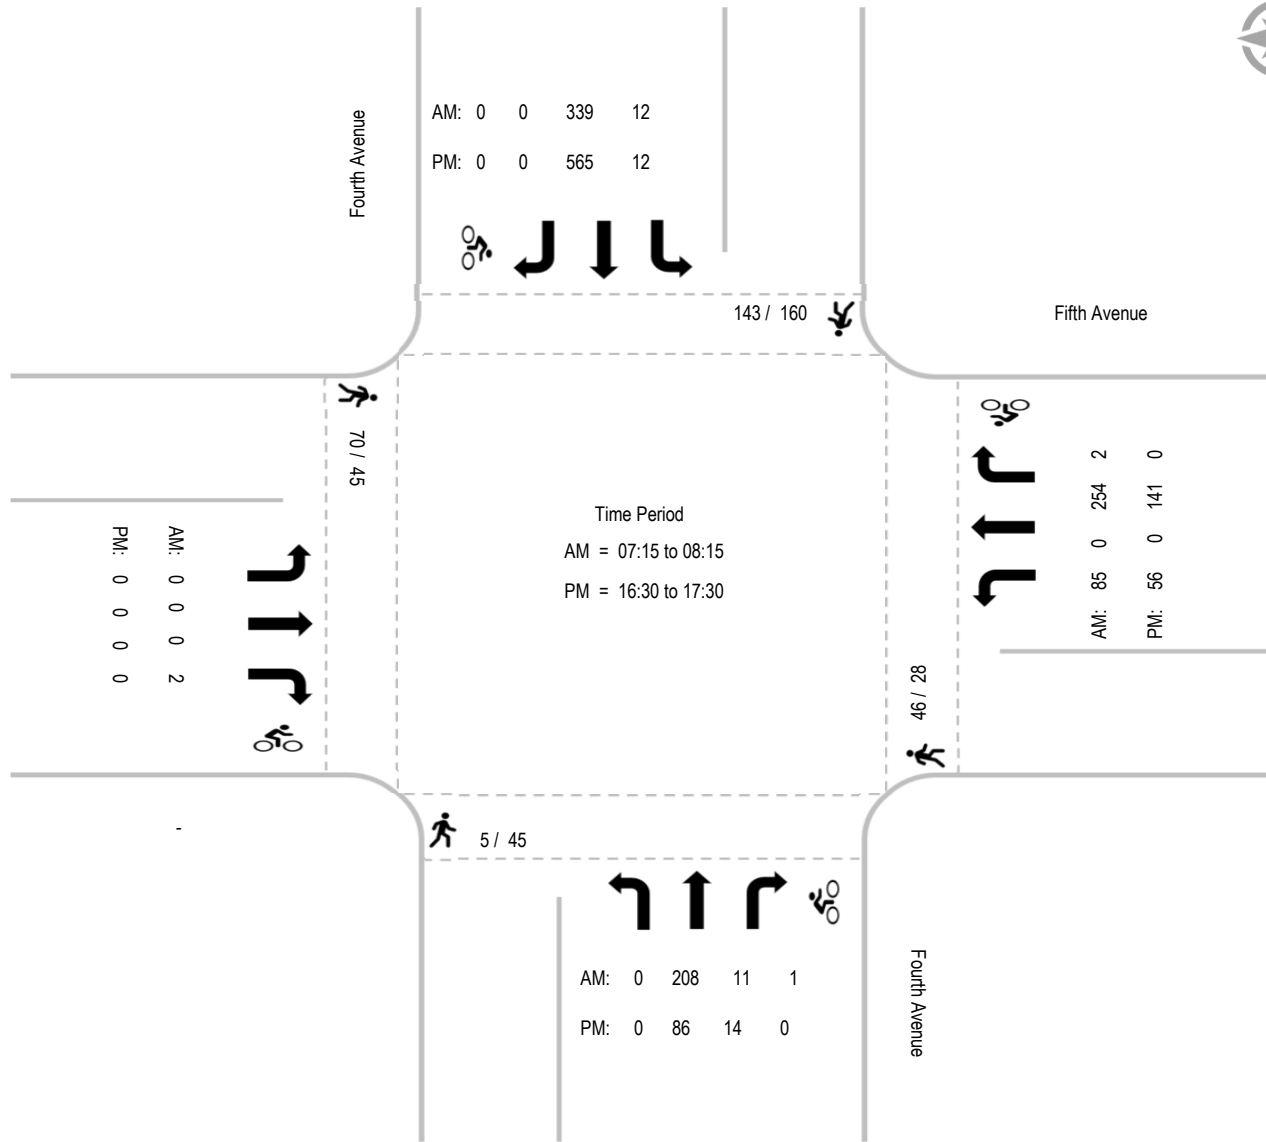 Fourth Avenue
AM: 0 0 339 12
PM: 0 0 565 12
143 / 160
Fifth Avenue
70 / 45
AM: 85 0 254 2
PM: 56 0 141 0
Time Period
AM = 07:15 to 08:15
PM = 16:30 to 17:30
AM: 0 0 0 2
PM: 0 0 0 0
46 / 28
-
5 / 45
AM: 0 208 11 1
PM: 0 86 14 0
Fourth Avenue